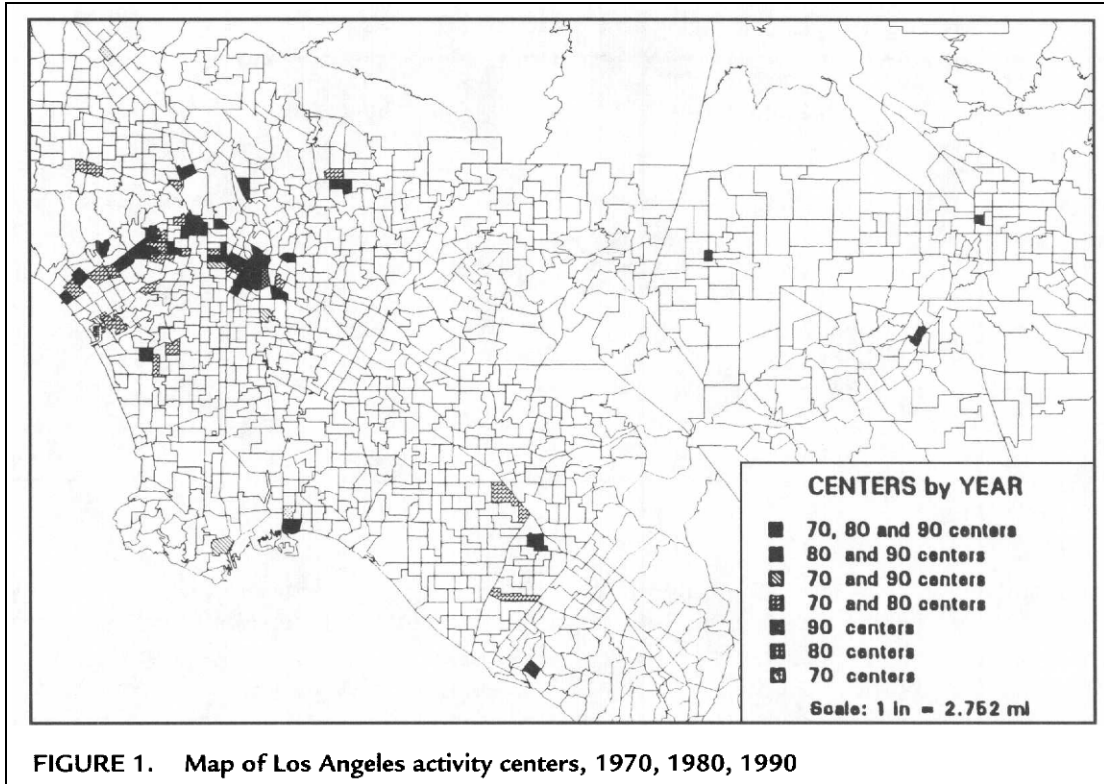 CENTERS by YEAR
70, 80 and 90 centers
80 and 90 centers
70 and 90 centers
70 and 80 centers
90 centers
80 centers
70 centers
Scale: 1 in = 2.752 mi
FIGURE 1. Map of Los Angeles activity centers, 1970, 1980, 1990